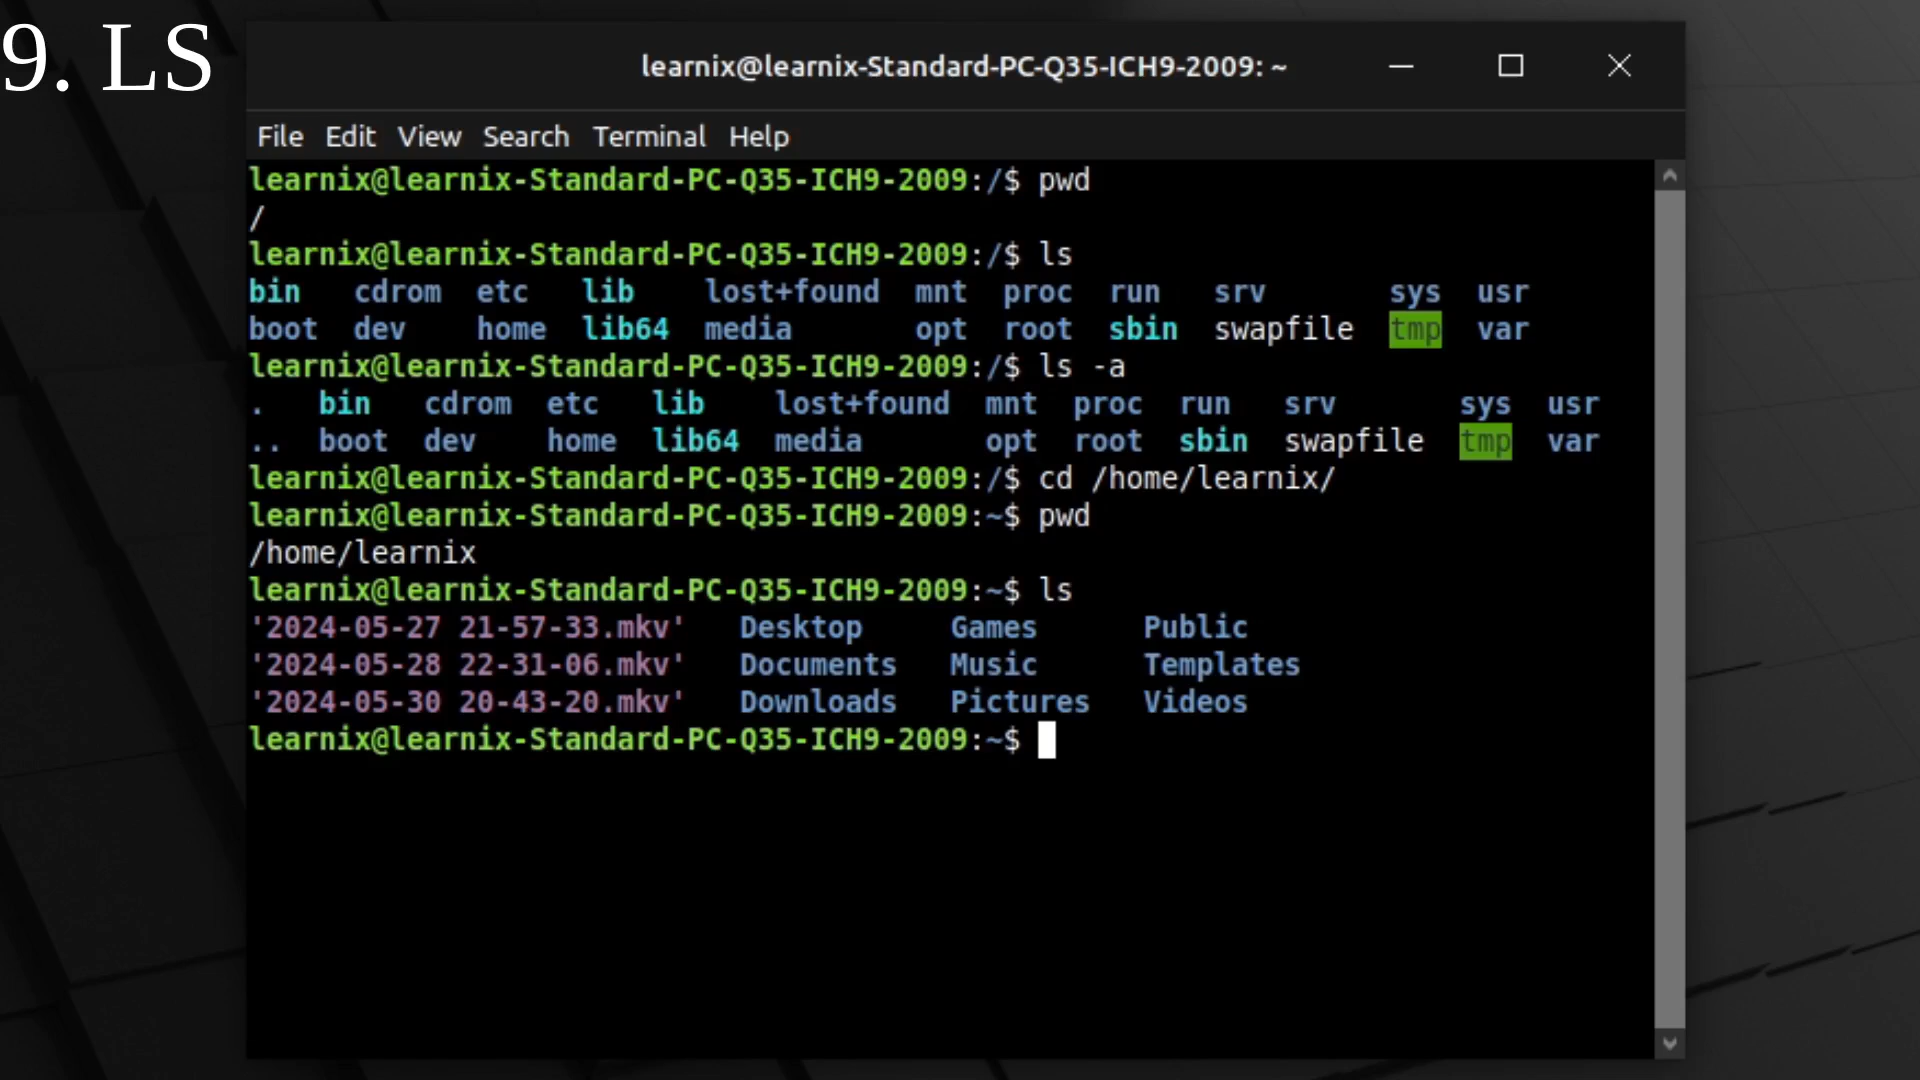 9. LS
learnix@learnix-Standard-PC-Q35-ICH9-2009: ~
File Edit View Search Terminal Help
learnix@learnix-Standard-PC-Q35-ICH9-2009:/$ pwd
/
learnix@learnix-Standard-PC-Q35-ICH9-2009:/$ ls
bin cdrom etc lib lost+found mnt proc run srv sys usr
boot dev home lib64 media opt root sbin swapfile tmp var
learnix@learnix-Standard-PC-Q35-ICH9-2009:/$ ls -a
. bin cdrom etc lib lost+found mnt proc run srv sys usr
.. boot dev home lib64 media opt root sbin swapfile tmp var
learnix@learnix-Standard-PC-Q35-ICH9-2009:/$ cd /home/learnix/
learnix@learnix-Standard-PC-Q35-ICH9-2009:~$ pwd
/home/learnix
learnix@learnix-Standard-PC-Q35-ICH9-2009:~$ ls
'2024-05-27 21-57-33.mkv' Desktop Games Public
'2024-05-28 22-31-06.mkv' Documents Music Templates
'2024-05-30 20-43-20.mkv' Downloads Pictures Videos
learnix@learnix-Standard-PC-Q35-ICH9-2009:~$